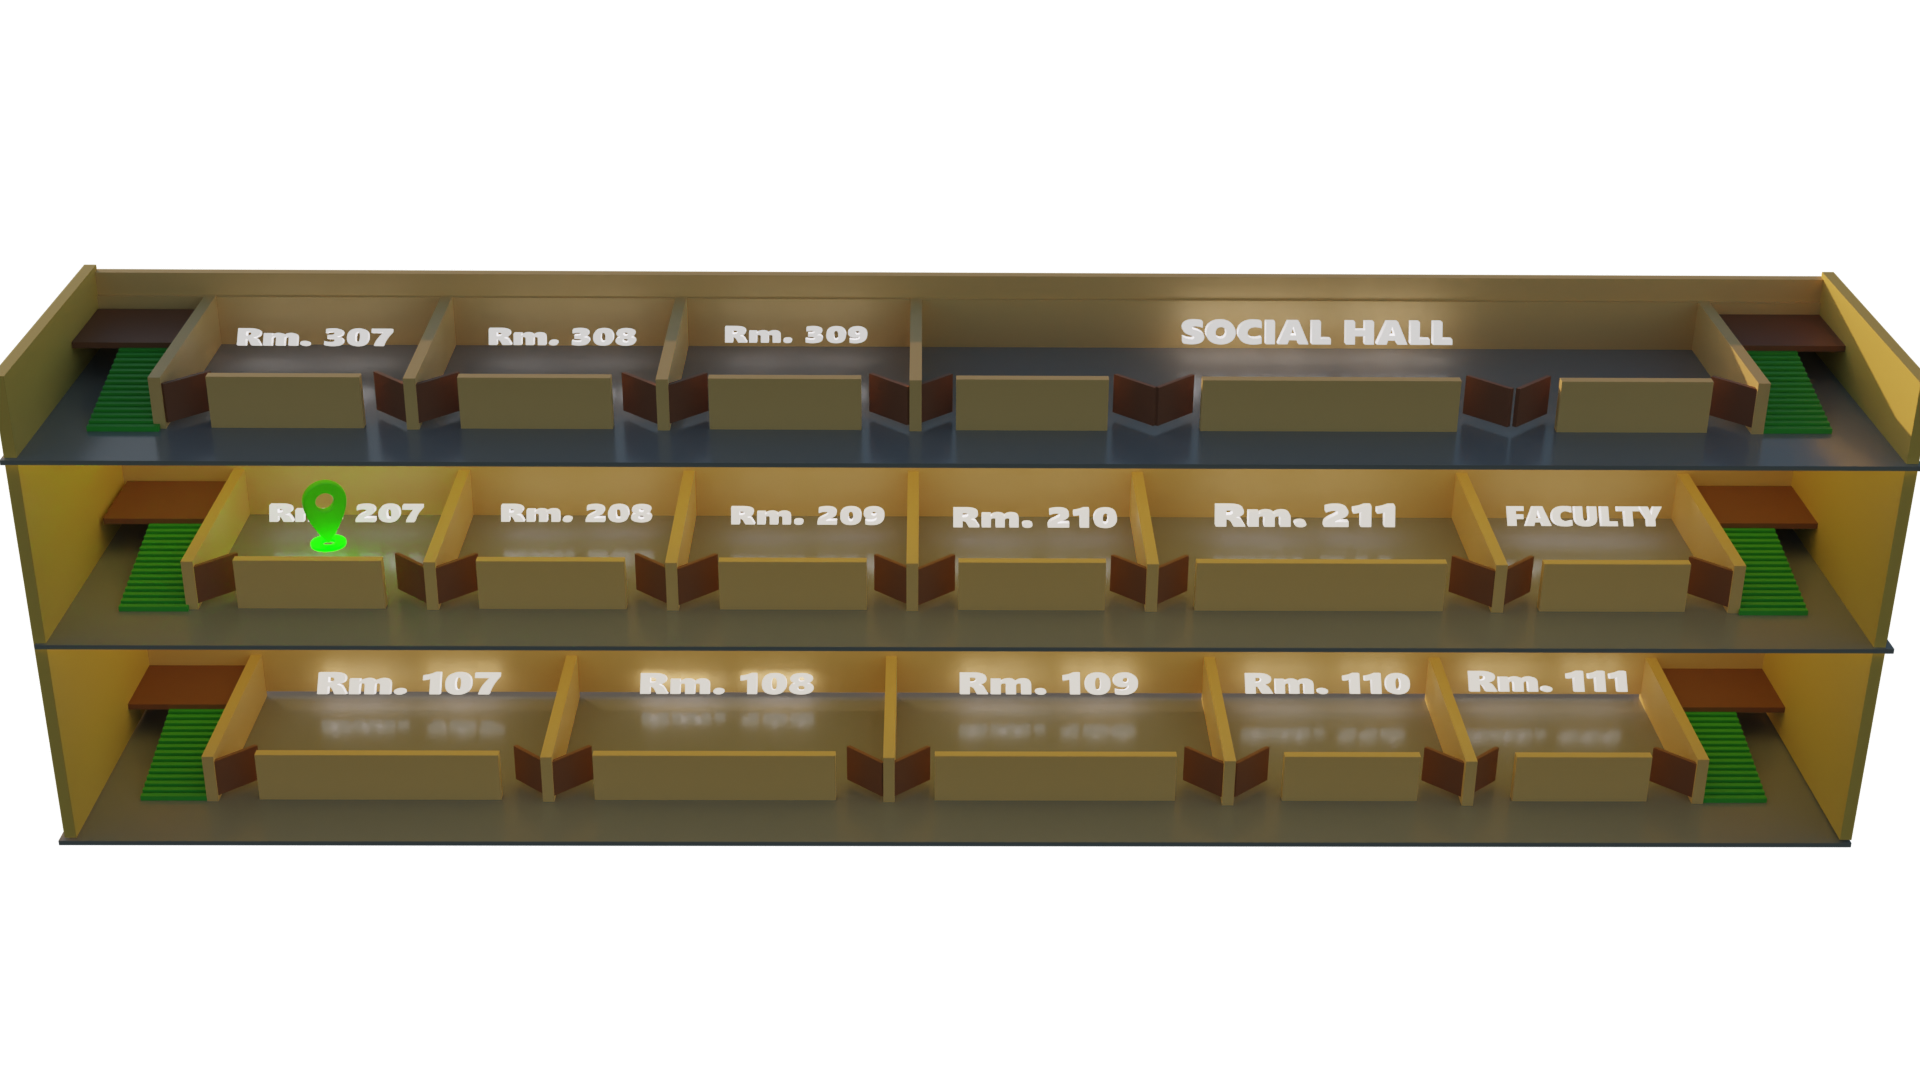 Rm. 307 Rm. 308 Rm. 309 SOCIAL HALL
Rm. 207 Rm. 208 Rm. 209 Rm. 210 Rm. 211 FACULTY
Rm. 107 Rm. 108 Rm. 109 Rm. 110 Rm. 111